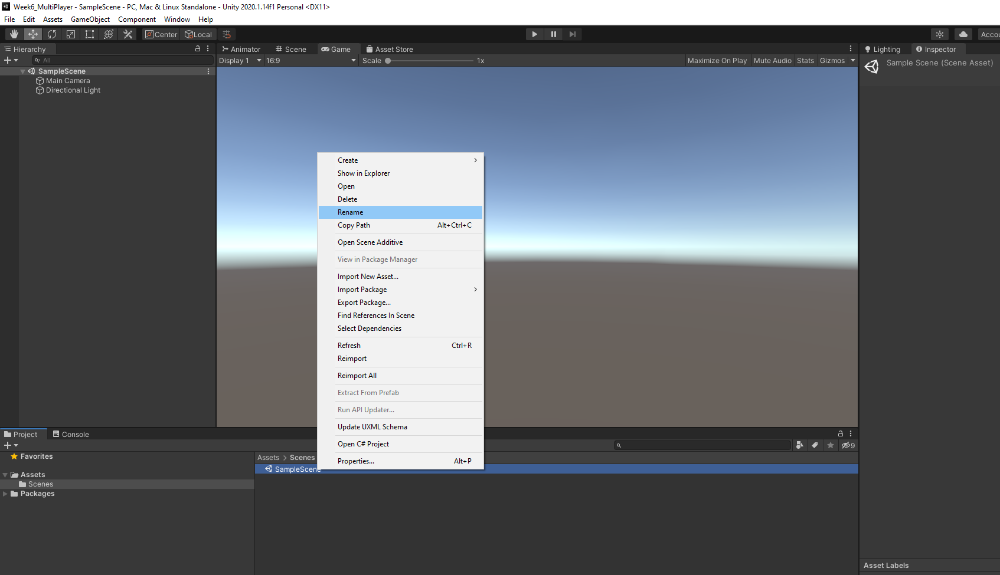 Week6_MultiPlayer - SampleScene - PC, Mac & Linux Standalone - Unity 2020.1.14f1 Personal <DX11>
File Edit Assets GameObject Component Window Help
Center Local
Accou
Hierarchy
Animator Scene Game Asset Store
Lighting Inspector
All
Display 1 16:9 Scale 1x Maximize On Play Mute Audio Stats Gizmos
Sample Scene (Scene Asset)
SampleScene
Main Camera
Directional Light
Create
Show in Explorer
Open
Delete
Rename
Copy Path Alt+Ctrl+C
Open Scene Additive
View in Package Manager
Import New Asset...
Import Package
Export Package...
Find References In Scene
Select Dependencies
Refresh Ctrl+R
Reimport
Reimport All
Extract From Prefab
Run API Updater...
Update UXML Schema
Open C# Project
Properties... Alt+P
Project Console
9
Favorites
Assets
Scenes
Packages
Assets > Scenes
SampleScene
Asset Labels